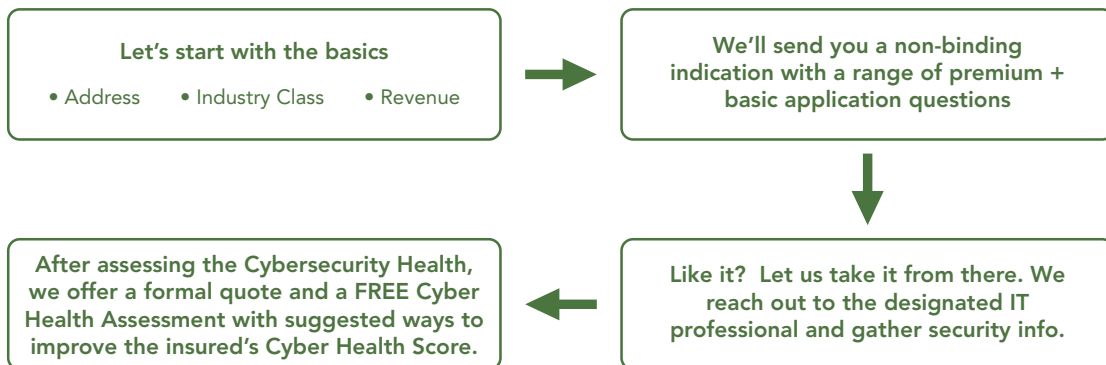 Let’s start with the basics
• Address • Industry Class • Revenue
We’ll send you a non-binding
indication with a range of premium +
basic application questions
Like it?  Let us take it from there. We
reach out to the designated IT
professional and gather security info.
After assessing the Cybersecurity Health,
we offer a formal quote and a FREE Cyber
Health Assessment with suggested ways to
improve the insured’s Cyber Health Score.